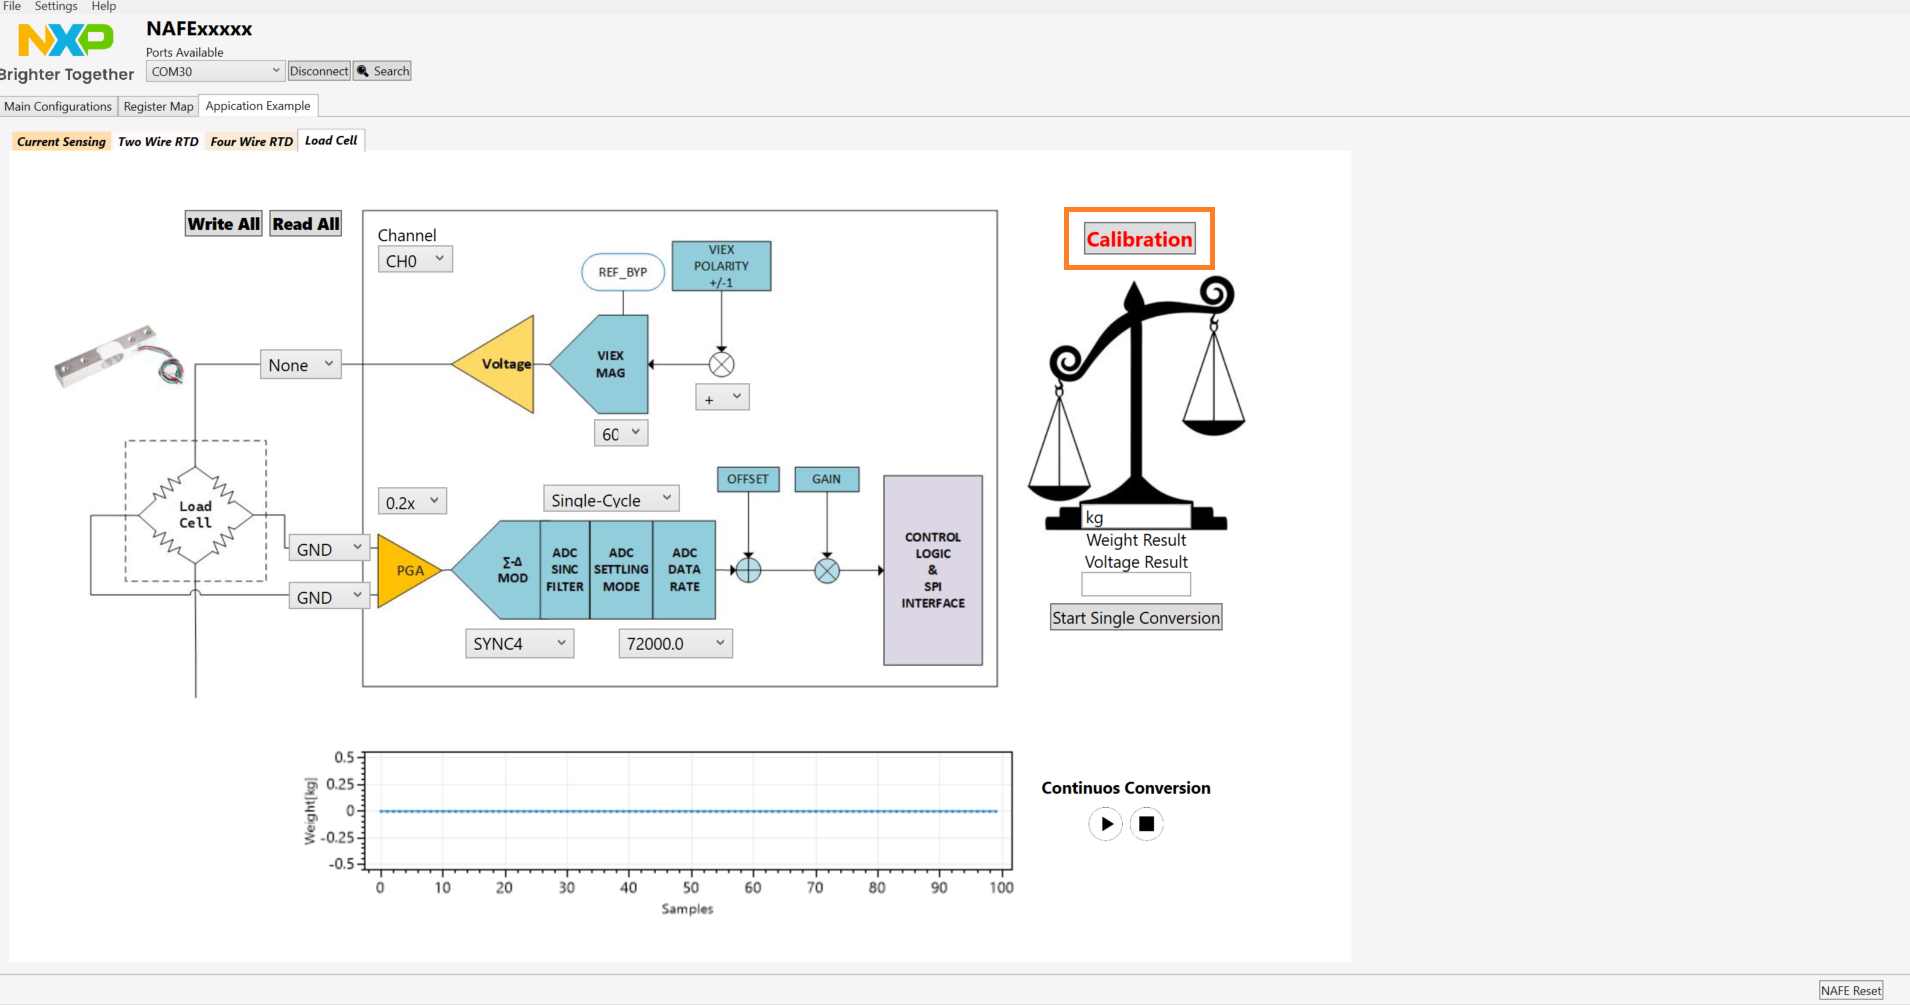 File Settings Help
NXP
Brighter Together
NAFExxxxx
Ports Available
COM30
Disconnect
Search
Main Configurations
Register Map
Appication Example
Current Sensing
Two Wire RTD
Four Wire RTD
Load Cell
Write All
Read All
Channel
CH0
REF_BYP
VIEX
POLARITY
+/-1
Calibration
None
Voltage
VIEX
MAG
+
60
Load
Cell
0.2x
Single-Cycle
OFFSET
GAIN
GND
GND
PGA
Σ-Δ
MOD
ADC
SINC
FILTER
ADC
SETTLING
MODE
ADC
DATA
RATE
CONTROL
LOGIC
&
SPI
INTERFACE
SYNC4
72000.0
kg
Weight Result
Voltage Result
Start Single Conversion
Weight[kg]
0.5
0.25
0
-0.25
-0.5
0 10 20 30 40 50 60 70 80 90 100
Samples
Continuos Conversion
NAFE Reset